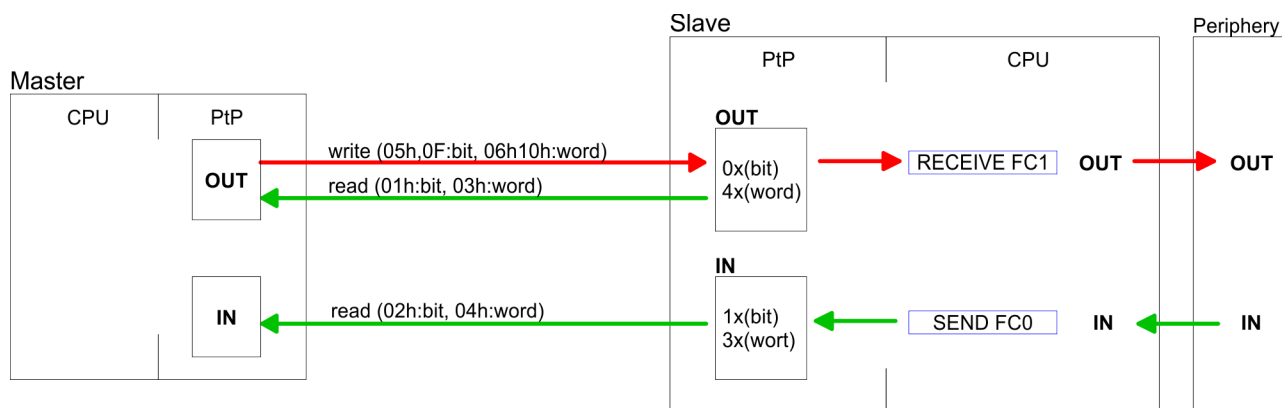 Slave
Periphery
PtP
CPU
Master
CPU
PtP
OUT
write (05h,0F:bit, 06h10h:word)
0x(bit)
RECEIVE FC1
OUT
OUT
OUT
read (01h:bit, 03h:word)
4x(word)
IN
read (02h:bit, 04h:word)
1x(bit)
IN
SEND FC0
IN
IN
3x(wort)